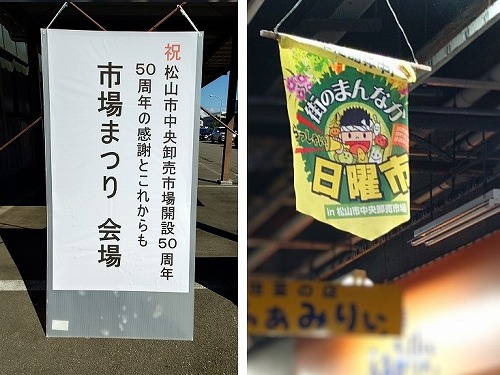 祝 松山市中央卸売市場開設50周年
50周年の感謝とこれからも
市場まつり 会場
街のまんなか
日曜市
in 松山市中央卸売市場
ふぁみりぃ